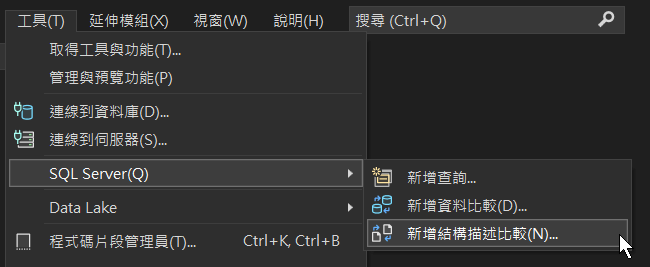 工具(T) 延伸模組(X) 視窗(W) 說明(H) 搜尋 (Ctrl+Q)
取得工具與功能(T)...
管理與預覽功能(P)
連線到資料庫(D)...
連線到伺服器(S)...
SQL Server(Q)
新增查詢...
Data Lake
新增資料比較(D)...
程式碼片段管理員(T)... Ctrl+K, Ctrl+B
新增結構描述比較(N)...